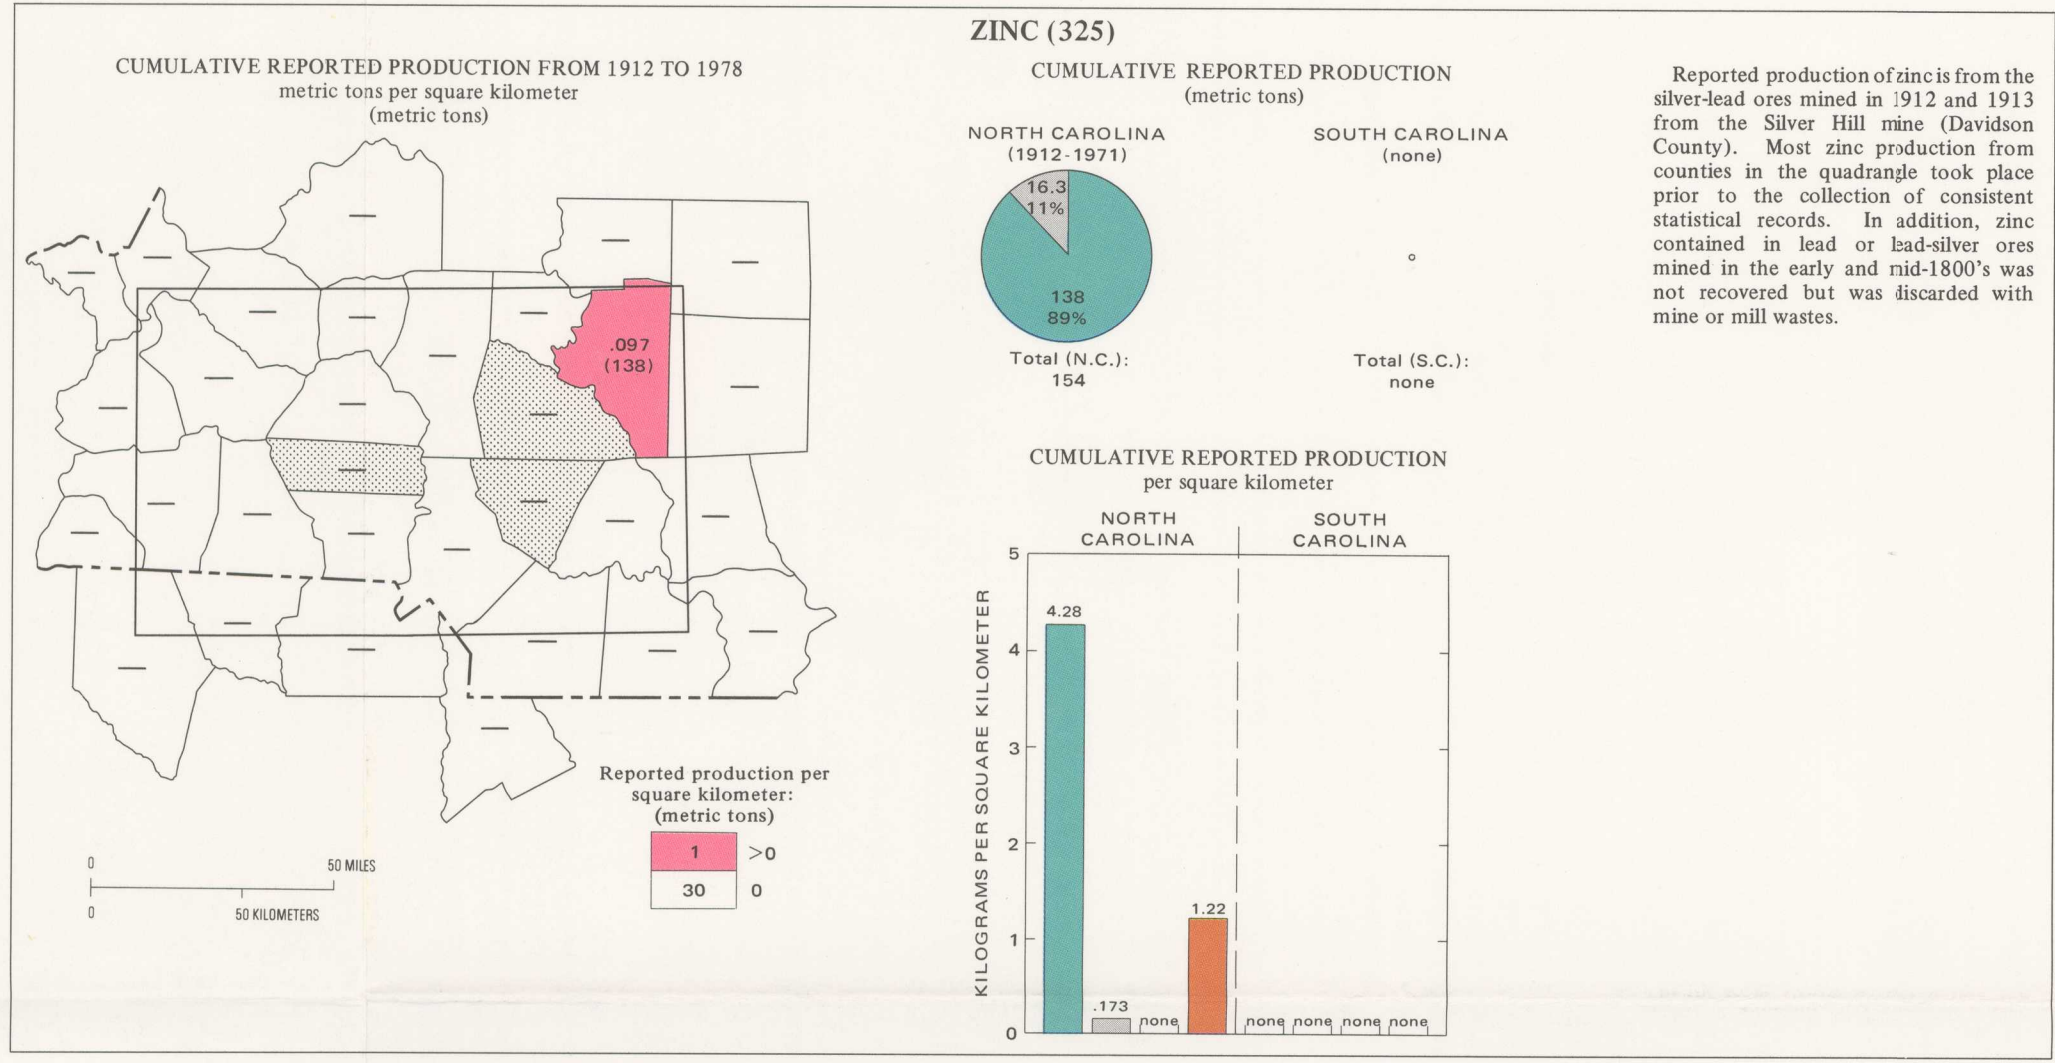 ZINC (325)
CUMULATIVE REPORTED PRODUCTION FROM 1912 TO 1978
metric tons per square kilometer
(metric tons)
.097
(138)
Reported production per
square kilometer:
(metric tons)
1 >0
30 0
0 50 MILES
0 50 KILOMETERS
CUMULATIVE REPORTED PRODUCTION
(metric tons)
NORTH CAROLINA
(1912-1971)
16.3
11%
138
89%
Total (N.C.):
154
SOUTH CAROLINA
(none)
Total (S.C.):
none
CUMULATIVE REPORTED PRODUCTION
per square kilometer
NORTH
CAROLINA
SOUTH
CAROLINA
KILOGRAMS PER SQUARE KILOMETER
5
4
3
2
1
0
4.28
.173
none
1.22
none none none none
Reported production of zinc is from the
silver-lead ores mined in 1912 and 1913
from the Silver Hill mine (Davidson
County). Most zinc production from
counties in the quadrangle took place
prior to the collection of consistent
statistical records. In addition, zinc
contained in lead or lead-silver ores
mined in the early and mid-1800's was
not recovered but was discarded with
mine or mill wastes.